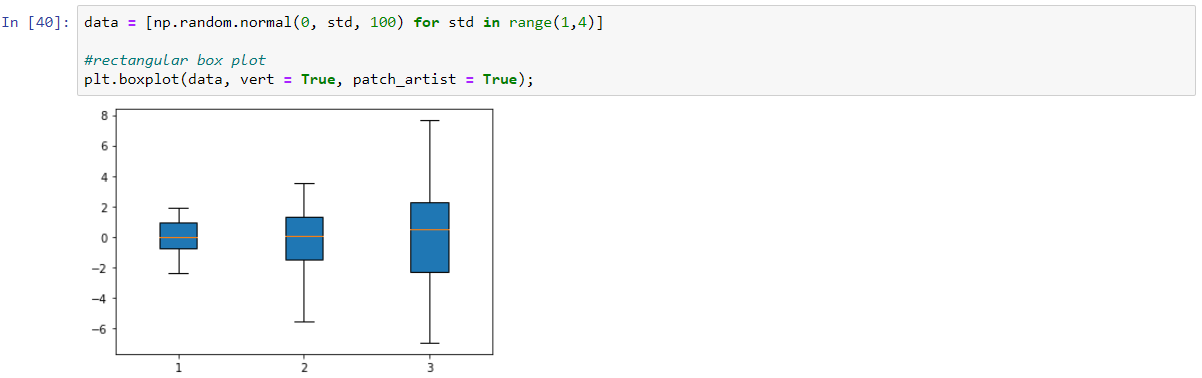 In [40]: data = [np.random.normal(0, std, 100) for std in range(1,4)]
#rectangular box plot
plt.boxplot(data, vert = True, patch_artist = True);
8
6
4
2
0
−2
−4
−6
1 2 3